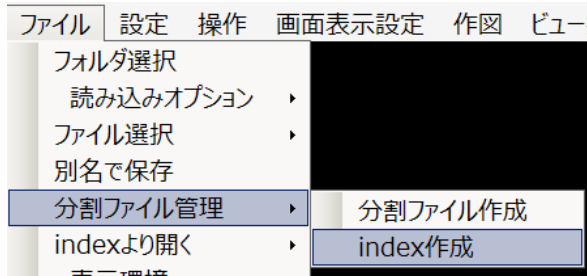 ファイル 設定 操作 画面表示設定 作図 ビュー
フォルダ選択
読み込みオプション
ファイル選択
別名で保存
分割ファイル管理
分割ファイル作成
indexより開く
index作成